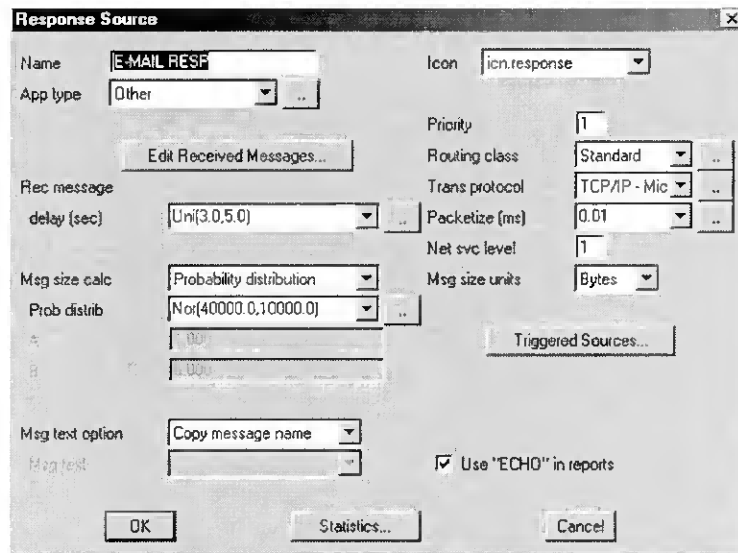 Response Source
Name E-MAIL RESP Icon icn.response
App type Other ..
Priority 1
Edit Received Messages... Routing class Standard ..
Rec message Trans protocol TCP/IP - Mic ..
delay (sec) Uni(3.0,5.0) .. Packetize (ms) 0.01 ..
Net svc level 1
Msg size calc Probability distribution Msg size units Bytes
Prob distrib Nor(40000.0,10000.0) ..
A
Triggered Sources...
B
Msg text option Copy message name
Msg text Use "ECHO" in reports
OK Statistics... Cancel